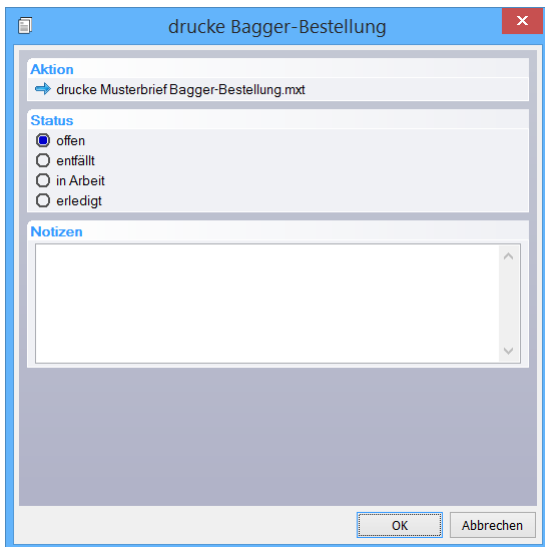 drucke Bagger-Bestellung
Aktion
drucke Musterbrief Bagger-Bestellung.mxt
Status
offen
entfällt
in Arbeit
erledigt
Notizen
OK
Abbrechen